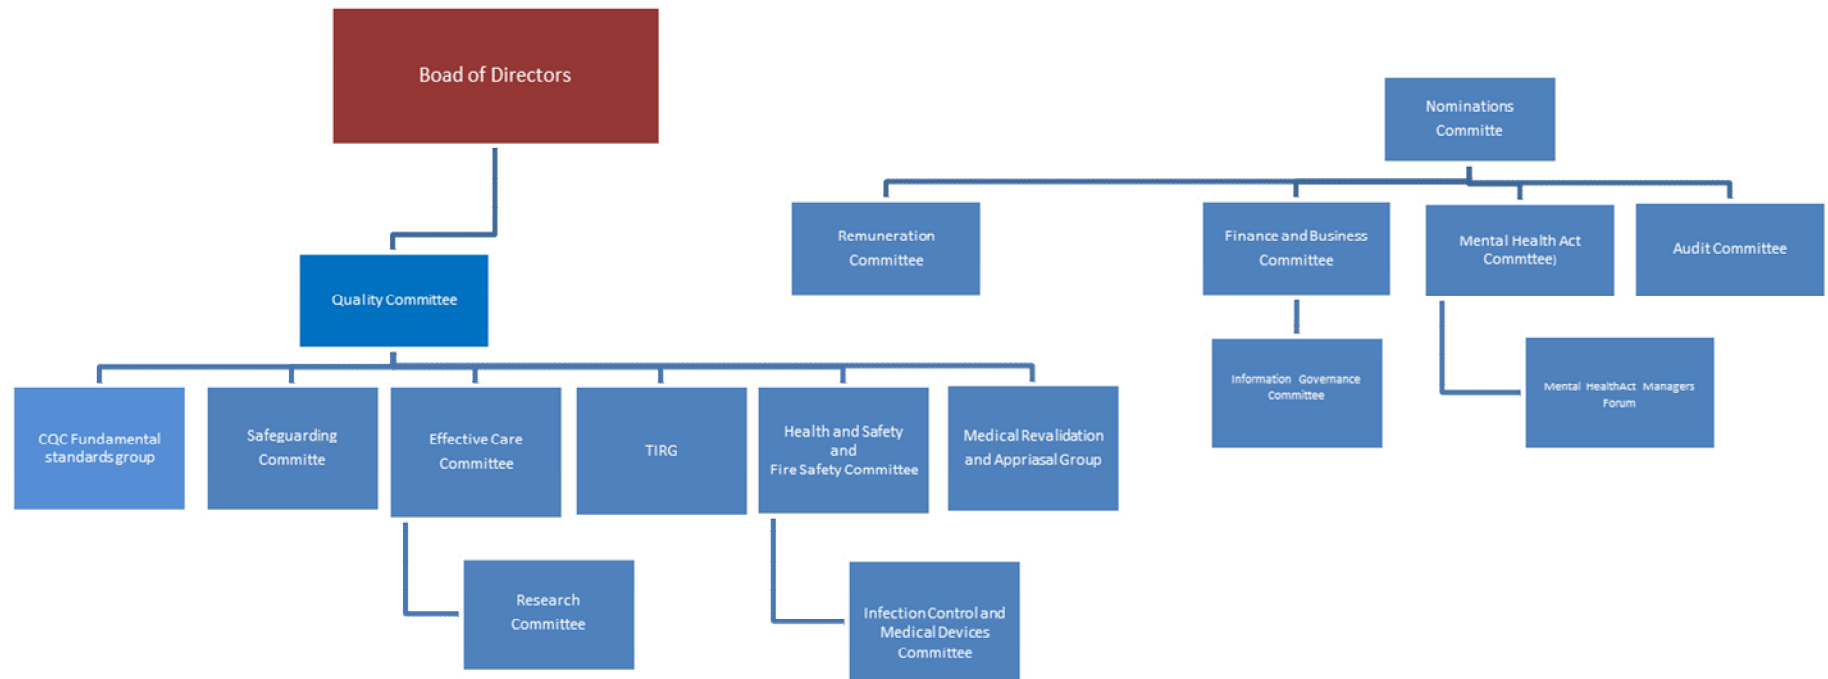 Boad of Directors
Nominations
Committe
Remuneration
Committee
Finance and Business
Committee
Mental Health Act
Commttee)
Audit Committee
Quality Committee
Information Governance
Committee
Mental HealthAct Managers
Forum
CQC Fundamental
standards group
Safeguarding
Committe
Effective Care
Committee
TIRG
Health and Safety
and
Fire Safety Committee
Medical Revalidation
and Appriasal Group
Research
Committee
Infection Control and
Medical Devices
Committee